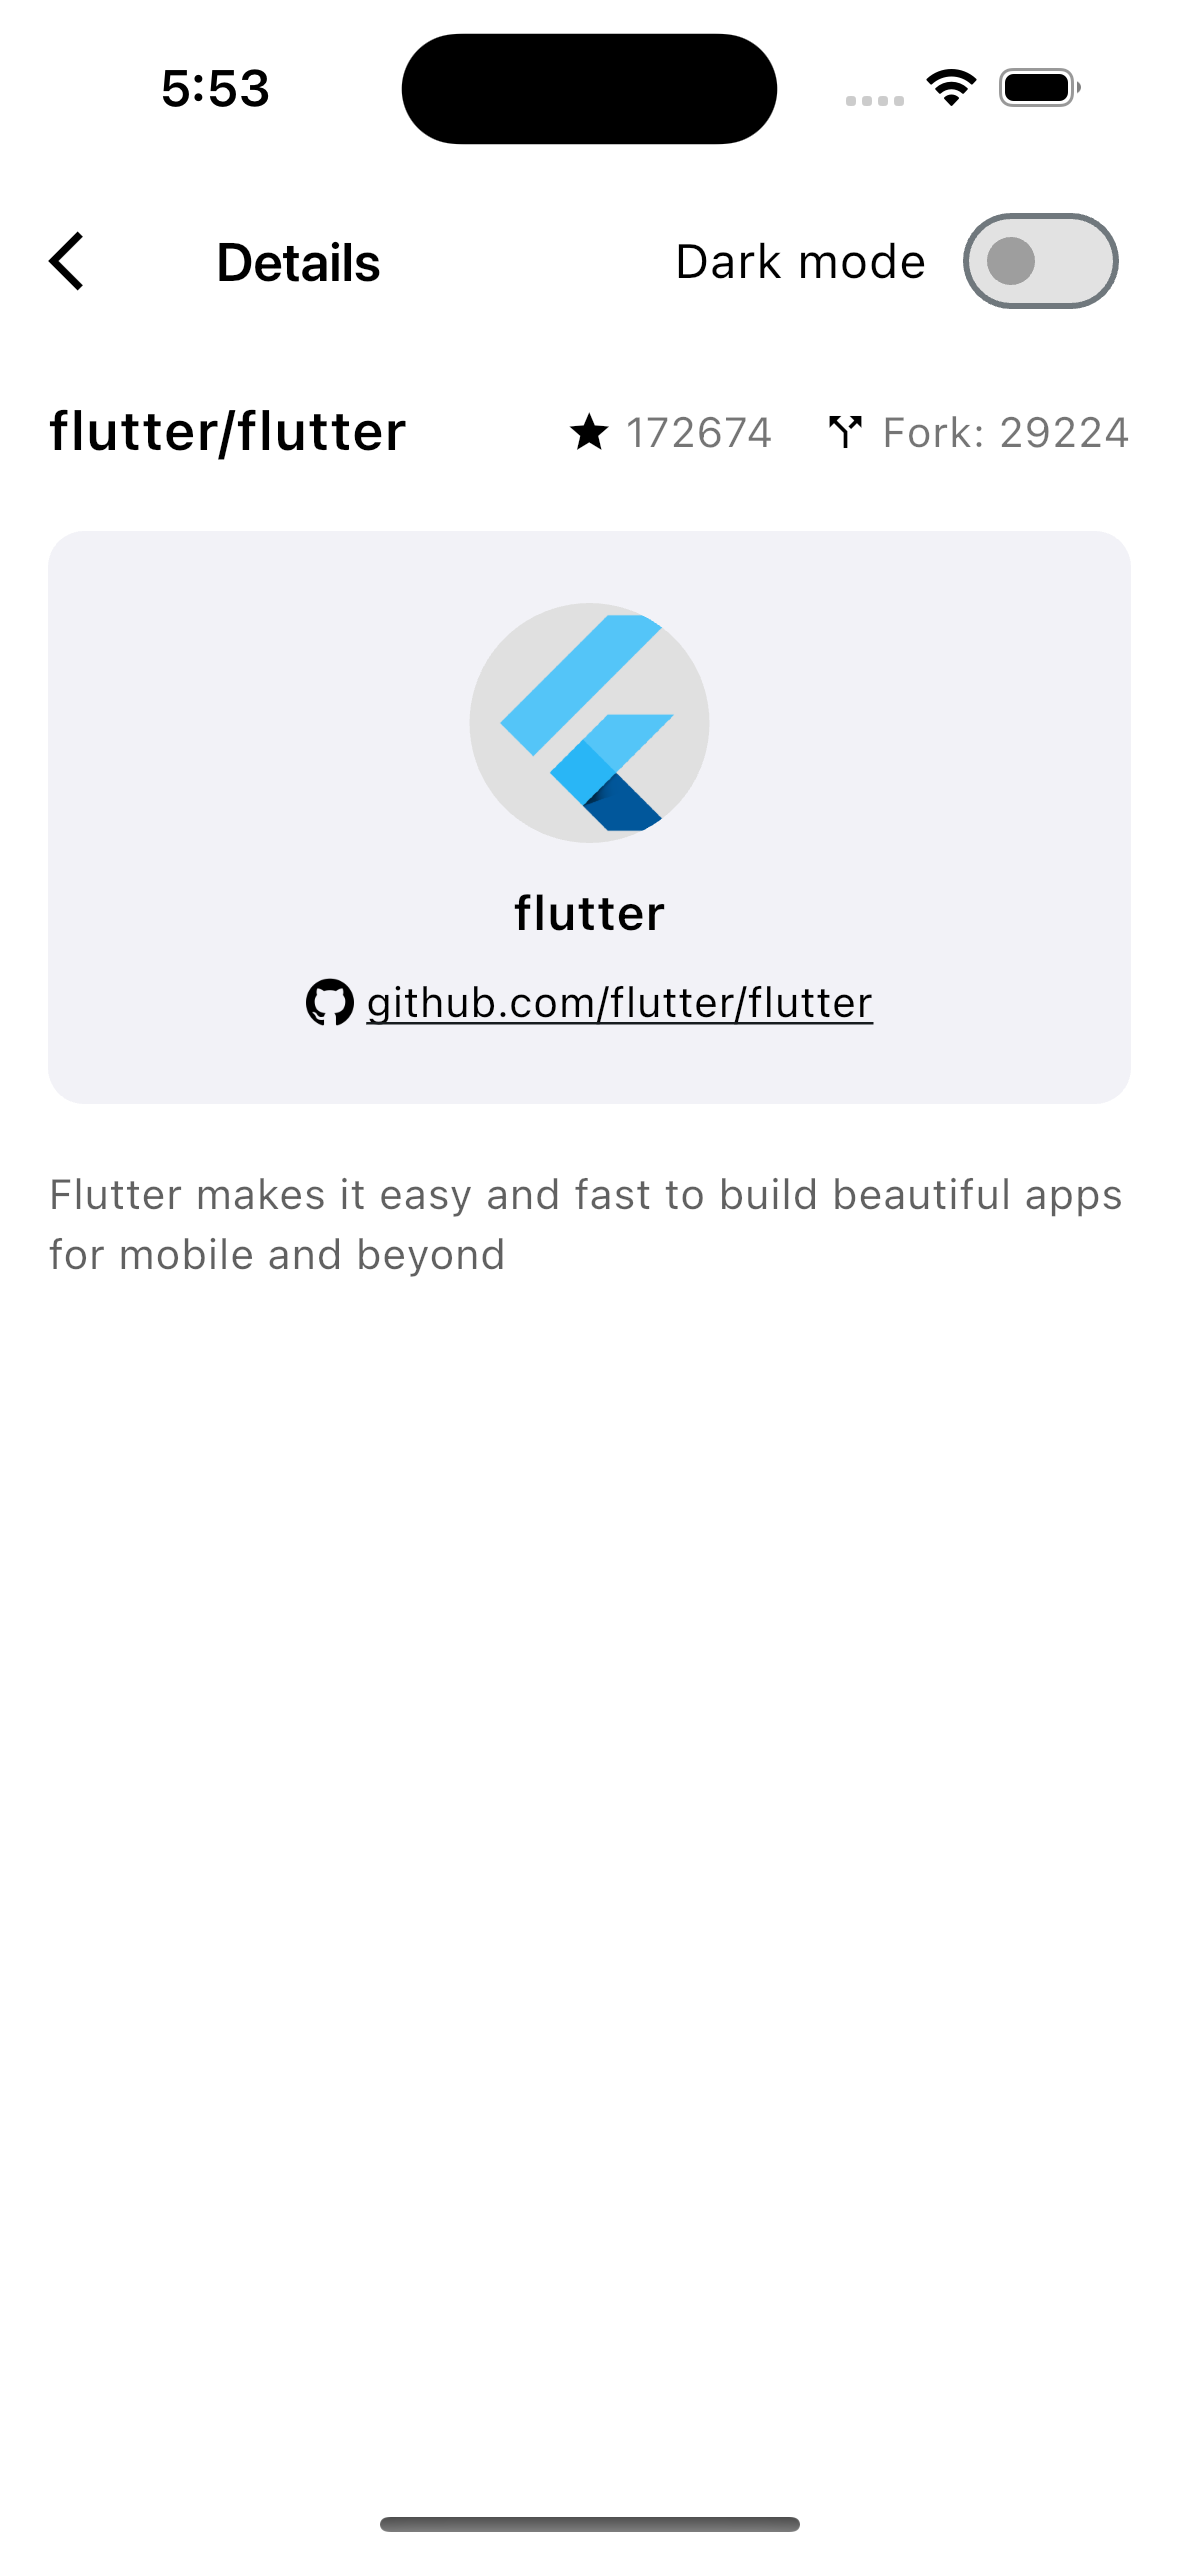 5:53
Details Dark mode
flutter/flutter 172674 Fork: 29224
flutter
github.com/flutter/flutter
Flutter makes it easy and fast to build beautiful apps
for mobile and beyond